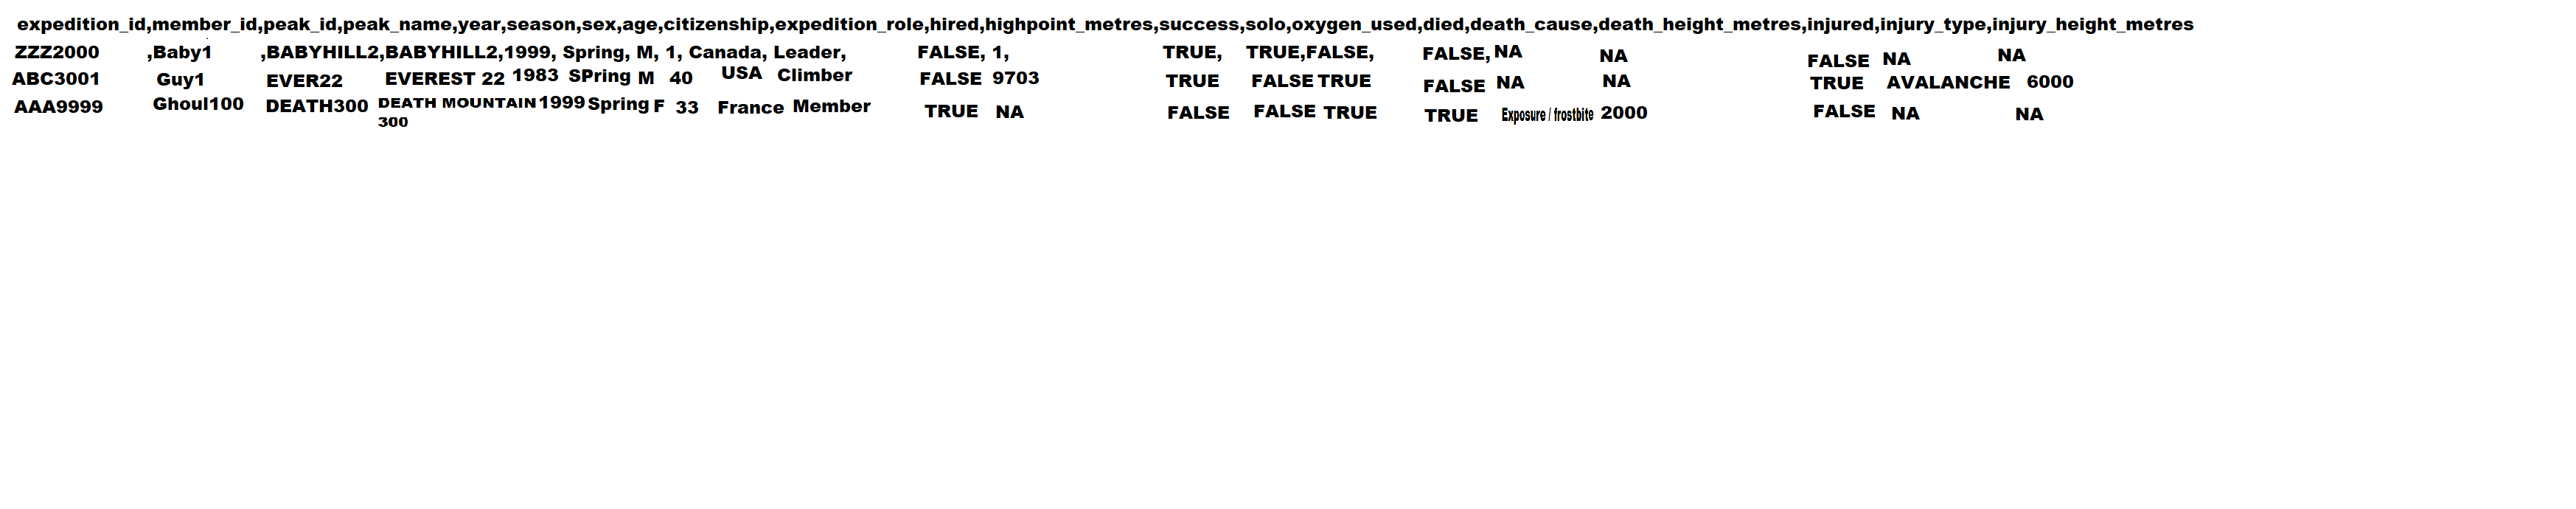 expedition_id,member_id,peak_id,peak_name,year,season,sex,age,citizenship,expedition_role,hired,highpoint_metres,success,solo,oxygen_used,died,death_cause,death_height_metres,injured,injury_type,injury_height_metres
ZZZ2000 ,Baby1 ,BABYHILL2,BABYHILL2,1999, Spring, M, 1, Canada, Leader, FALSE, 1, TRUE, TRUE,FALSE, FALSE, NA NA FALSE NA NA
ABC3001 Guy1 EVER22 EVEREST 22 1983 SPring M 40 USA Climber FALSE 9703 TRUE FALSE TRUE FALSE NA NA TRUE AVALANCHE 6000
AAA9999 Ghoul100 DEATH300 DEATH MOUNTAIN 1999 Spring F 33 France Member TRUE NA FALSE FALSE TRUE TRUE Exposure / frostbite 2000 FALSE NA NA
300